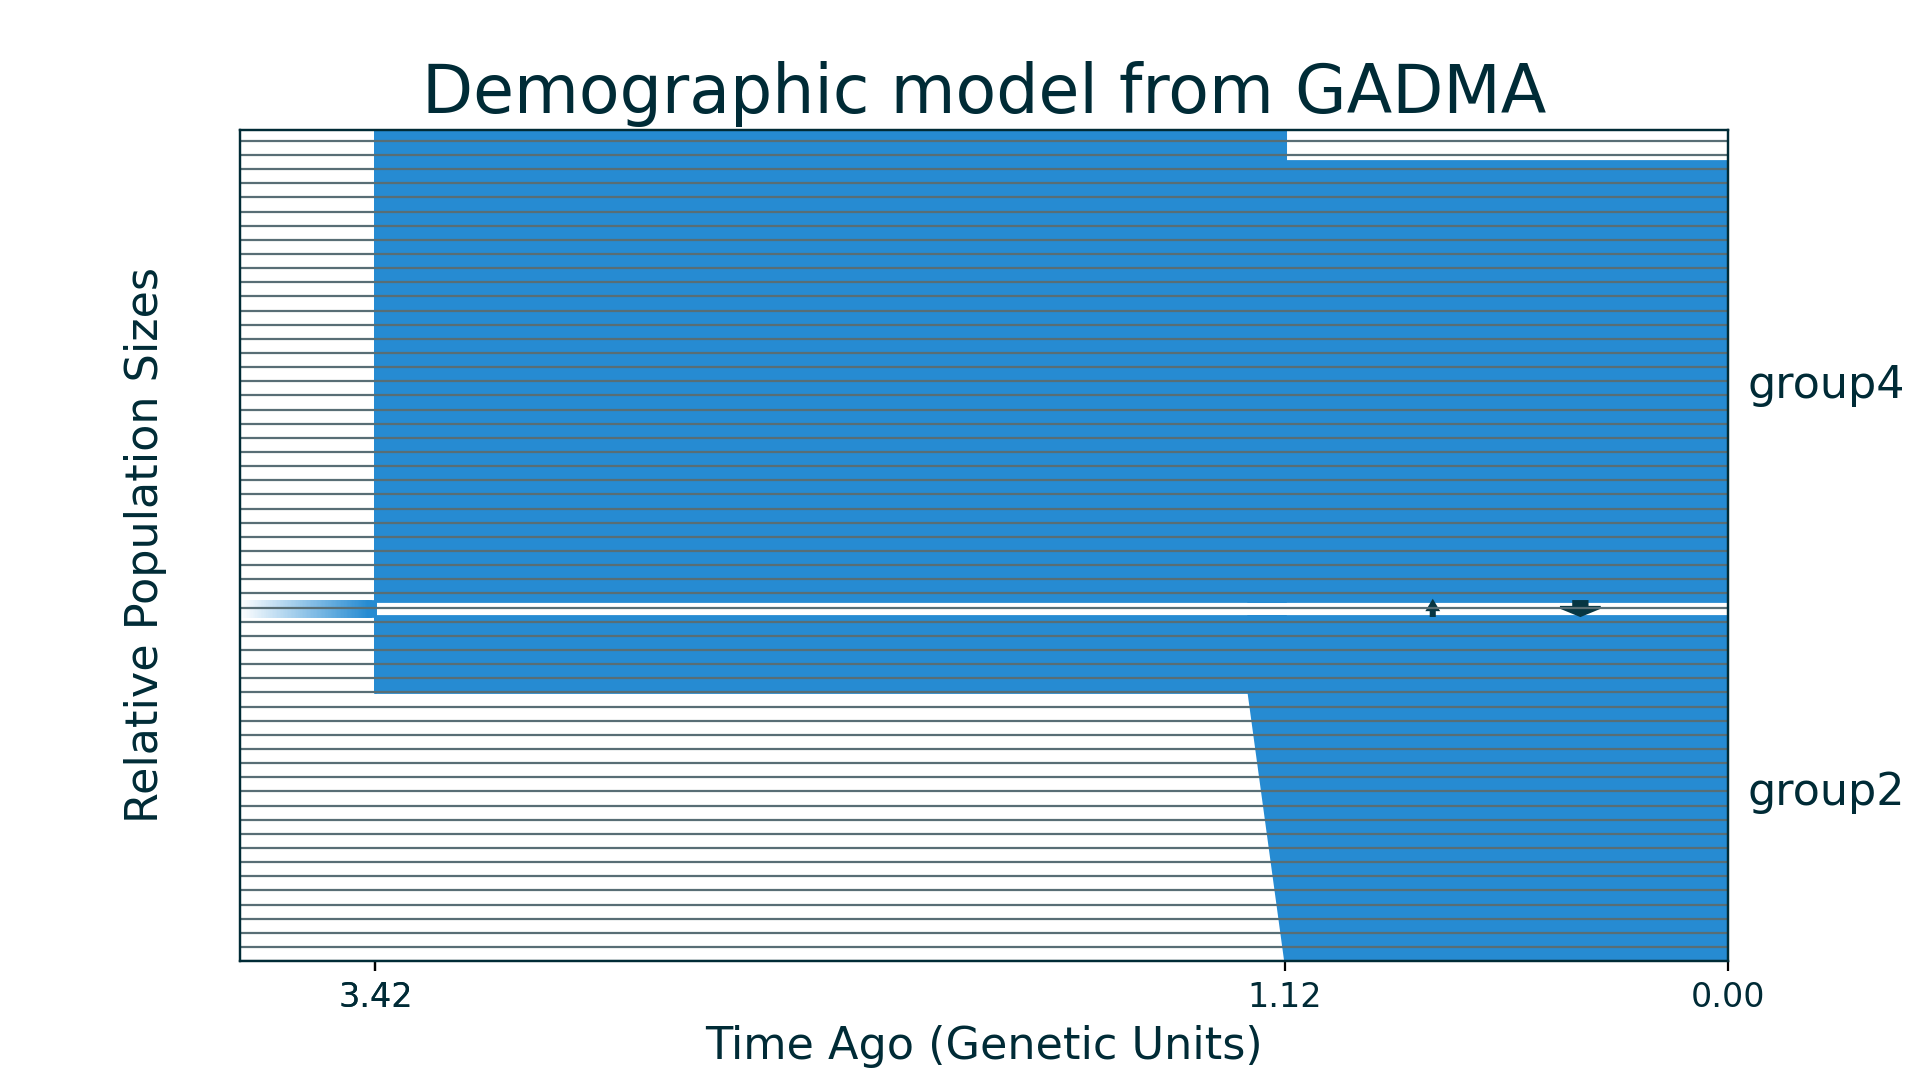 Demographic model from GADMA
Relative Population Sizes
group4
group2
3.42
1.12
0.00
Time Ago (Genetic Units)